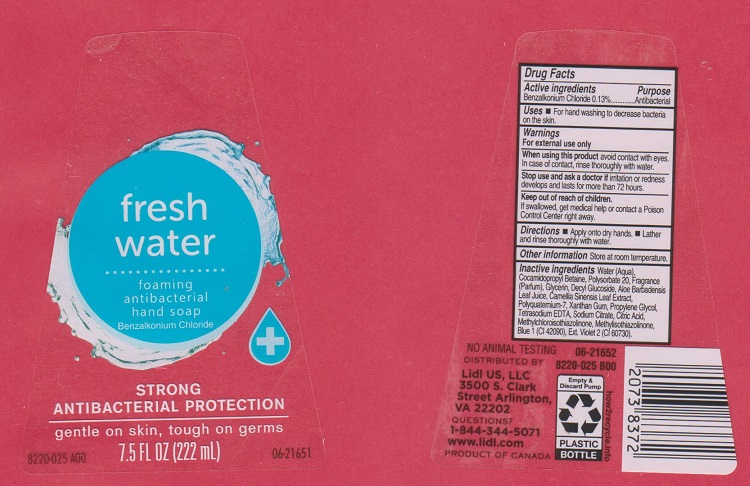 fresh
water
foaming
antibacterial
hand soap
Benzalkonium Chloride
STRONG
ANTIBACTERIAL PROTECTION
gentle on skin, tough on germs
8220-025 A00
7.5 FL OZ (222 mL)
06-21651
Drug Facts
Active ingredients Purpose
Benzalkonium Chloride 0.13%............Antibacterial
Uses ■ For hand washing to decrease bacteria
on the skin.
Warnings
For external use only
When using this product avoid contact with eyes.
In case of contact, rinse thoroughly with water.
Stop use and ask a doctor if irritation or redness
develops and lasts for more than 72 hours.
Keep out of reach of children.
If swallowed, get medical help or contact a Poison
Control Center right away.
Directions ■ Apply onto dry hands. ■ Lather
and rinse thoroughly with water.
Other information Store at room temperature.
Inactive ingredients Water (Aqua),
Cocamidopropyl Betaine, Polysorbate 20, Fragrance
(Parfum), Glycerin, Decyl Glucoside, Aloe Barbadensis
Leaf Juice, Camellia Sinensis Leaf Extract,
Polyquaternium-7, Xanthan Gum, Propylene Glycol,
Tetrasodium EDTA, Sodium Citrate, Citric Acid,
Methylchloroisothiazolinone, Methylisothiazolinone,
Blue 1 (CI 42090), Ext. Violet 2 (CI 60730).
NO ANIMAL TESTING 06-21652
DISTRIBUTED BY 8220-025 B00
Lidl US, LLC
3500 S. Clark
Street Arlington,
VA 22202
QUESTIONS?
1-844-344-5071
www.lidl.com
PRODUCT OF CANADA
Empty &
Discard Pump
PLASTIC
BOTTLE
how2recycle.info
2073 8372